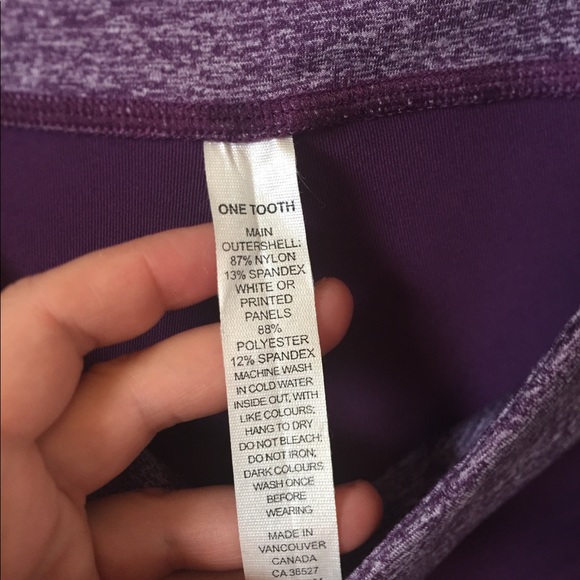 ONE TOOTH
MAIN
OUTERSHELL:
87% NYLON
13% SPANDEX
WHITE OR
PRINTED
PANELS
88%
POLYESTER
12% SPANDEX
MACHINE WASH
IN COLD WATER
INSIDE OUT, WITH
LIKE COLOURS;
HANG TO DRY
DO NOT BLEACH;
DO NOT IRON;
DARK COLOURS
WASH ONCE
BEFORE
WEARING
MADE IN
VANCOUVER
CANADA
CA 38527